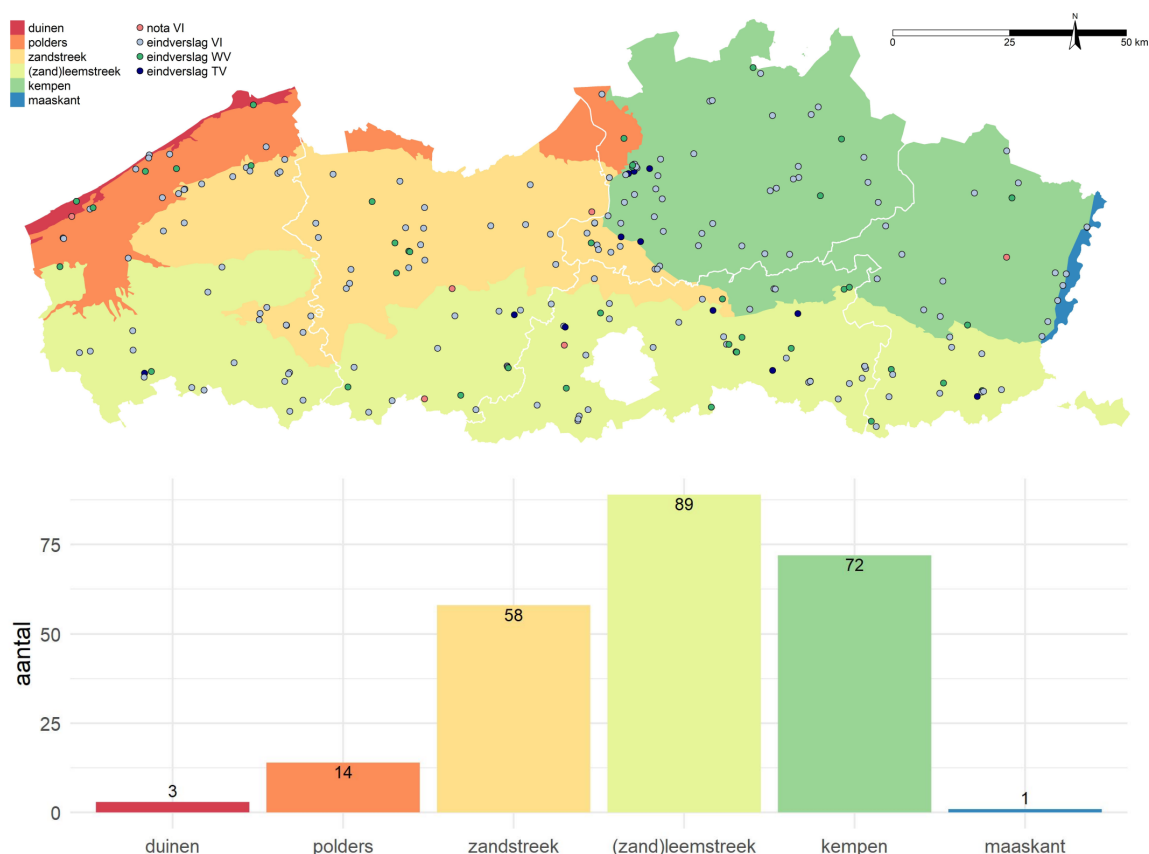 duinen
polders
zandstreek
(zand)leemstreek
kempen
maaskant
nota VI
eindverslag VI
eindverslag WV
eindverslag TV
N
0 25 50 km
aantal
75
50
25
0
3
14
58
89
72
1
duinen polders zandstreek (zand)leemstreek kempen maaskant